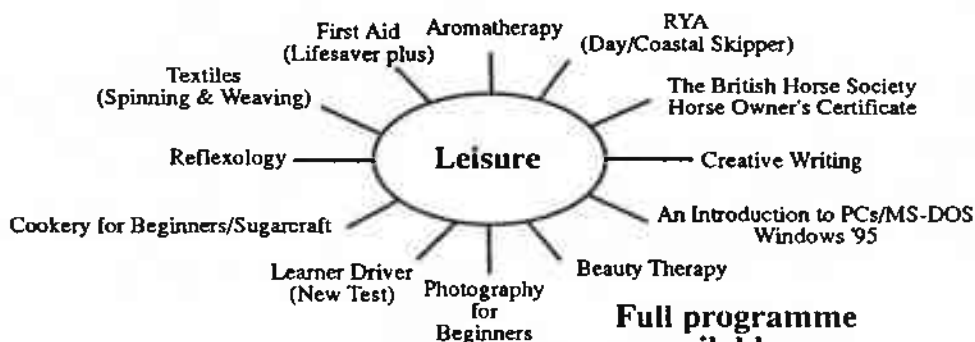 Aromatherapy
RYA
(Day/Coastal Skipper)
First Aid
(Lifesaver plus)
Textiles
(Spinning & Weaving)
The British Horse Society
Horse Owner's Certificate
Reflexology
Leisure
Creative Writing
Cookery for Beginners/Sugarcraft
An Introduction to PCs/MS-DOS
Windows '95
Learner Driver
(New Test)
Photography
for
Beginners
Beauty Therapy
Full programme